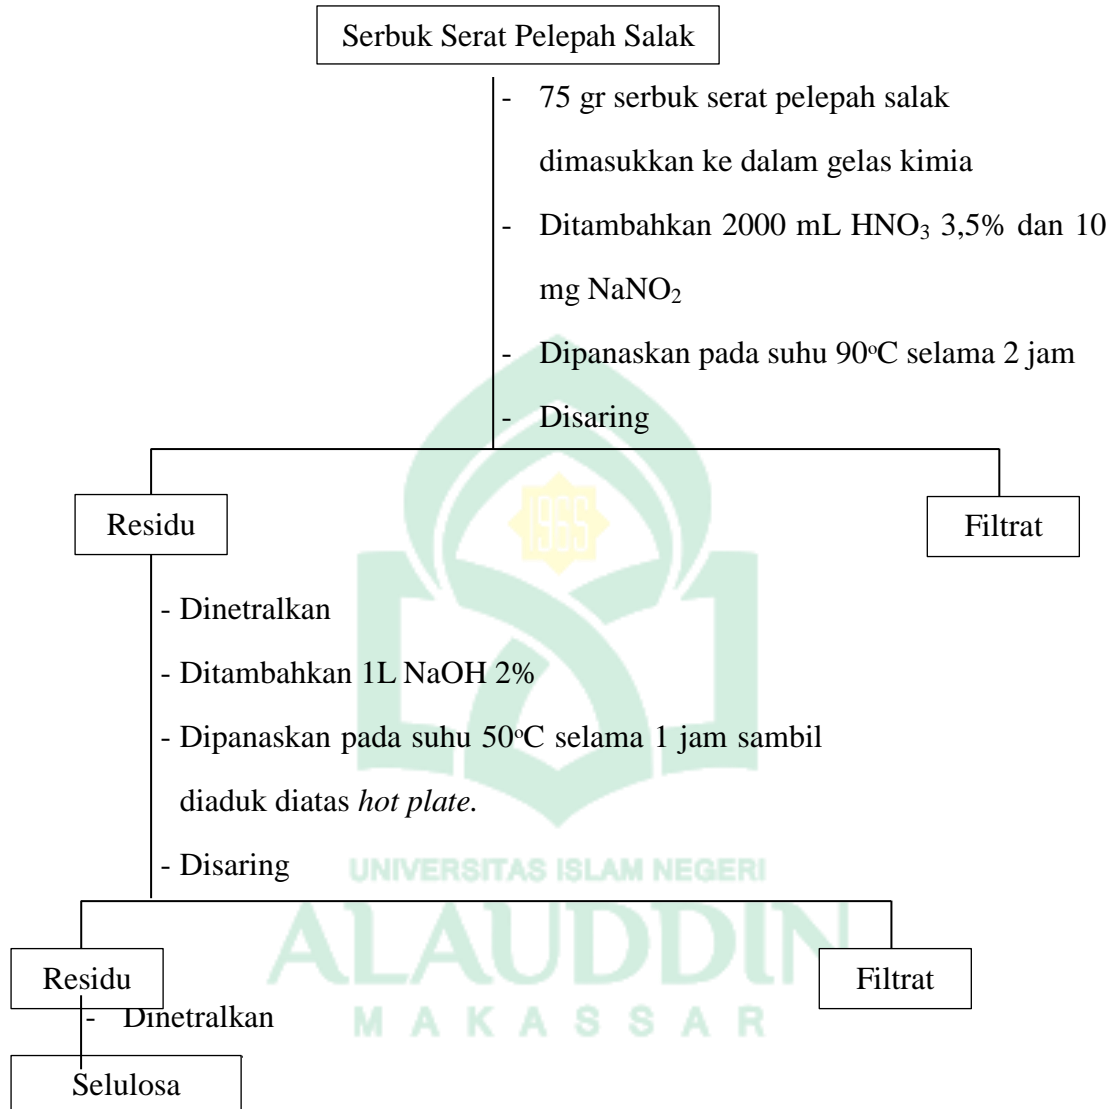 Serbuk Serat Pelepah Salak
- 75 gr serbuk serat pelepah salak
dimasukkan ke dalam gelas kimia
- Ditambahkan 2000 mL HNO₃ 3,5% dan 10
mg NaNO₂
- Dipanaskan pada suhu 90°C selama 2 jam
- Disaring
1965
Residu
Filtrat
- Dinetralkan
- Ditambahkan 1L NaOH 2%
- Dipanaskan pada suhu 50°C selama 1 jam sambil
diaduk diatas hot plate.
- Disaring
UNIVERSITAS ISLAM NEGERI
ALAUDDIN
MAKASSAR
Residu
Filtrat
- Dinetralkan
Selulosa